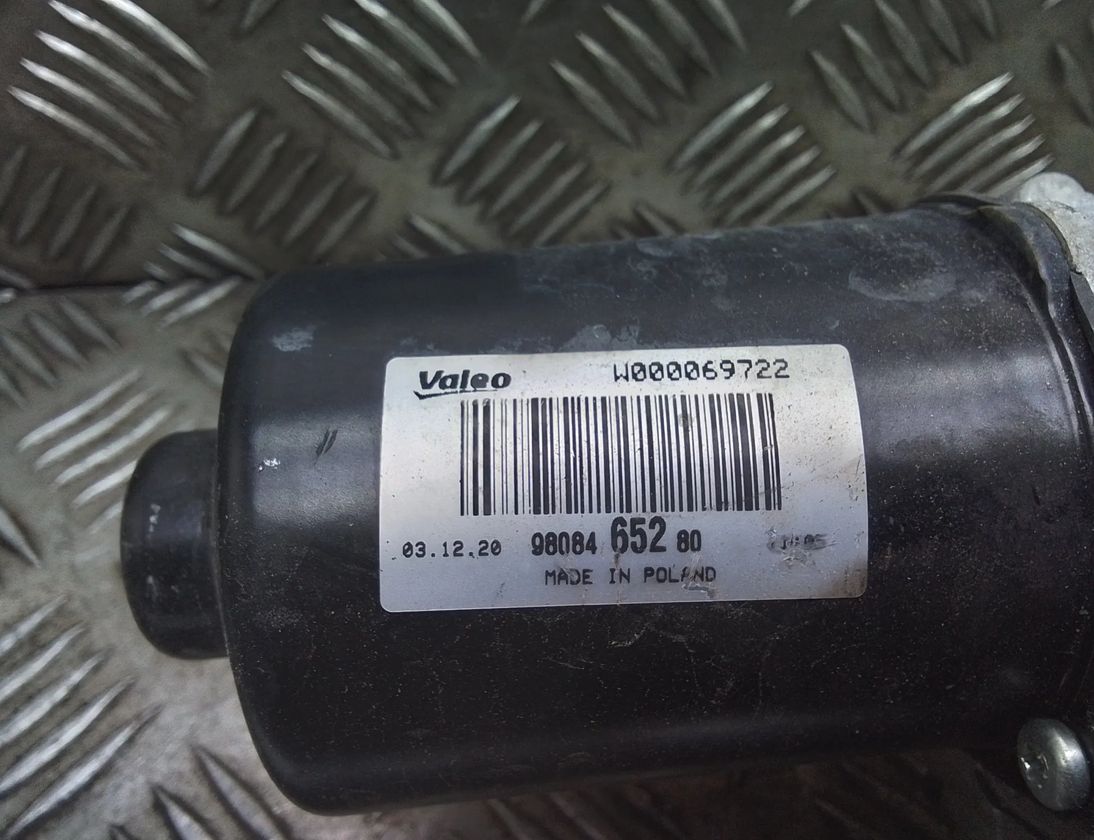 Valeo W000069722
03.12.20 98084 652 80
MADE IN POLAND